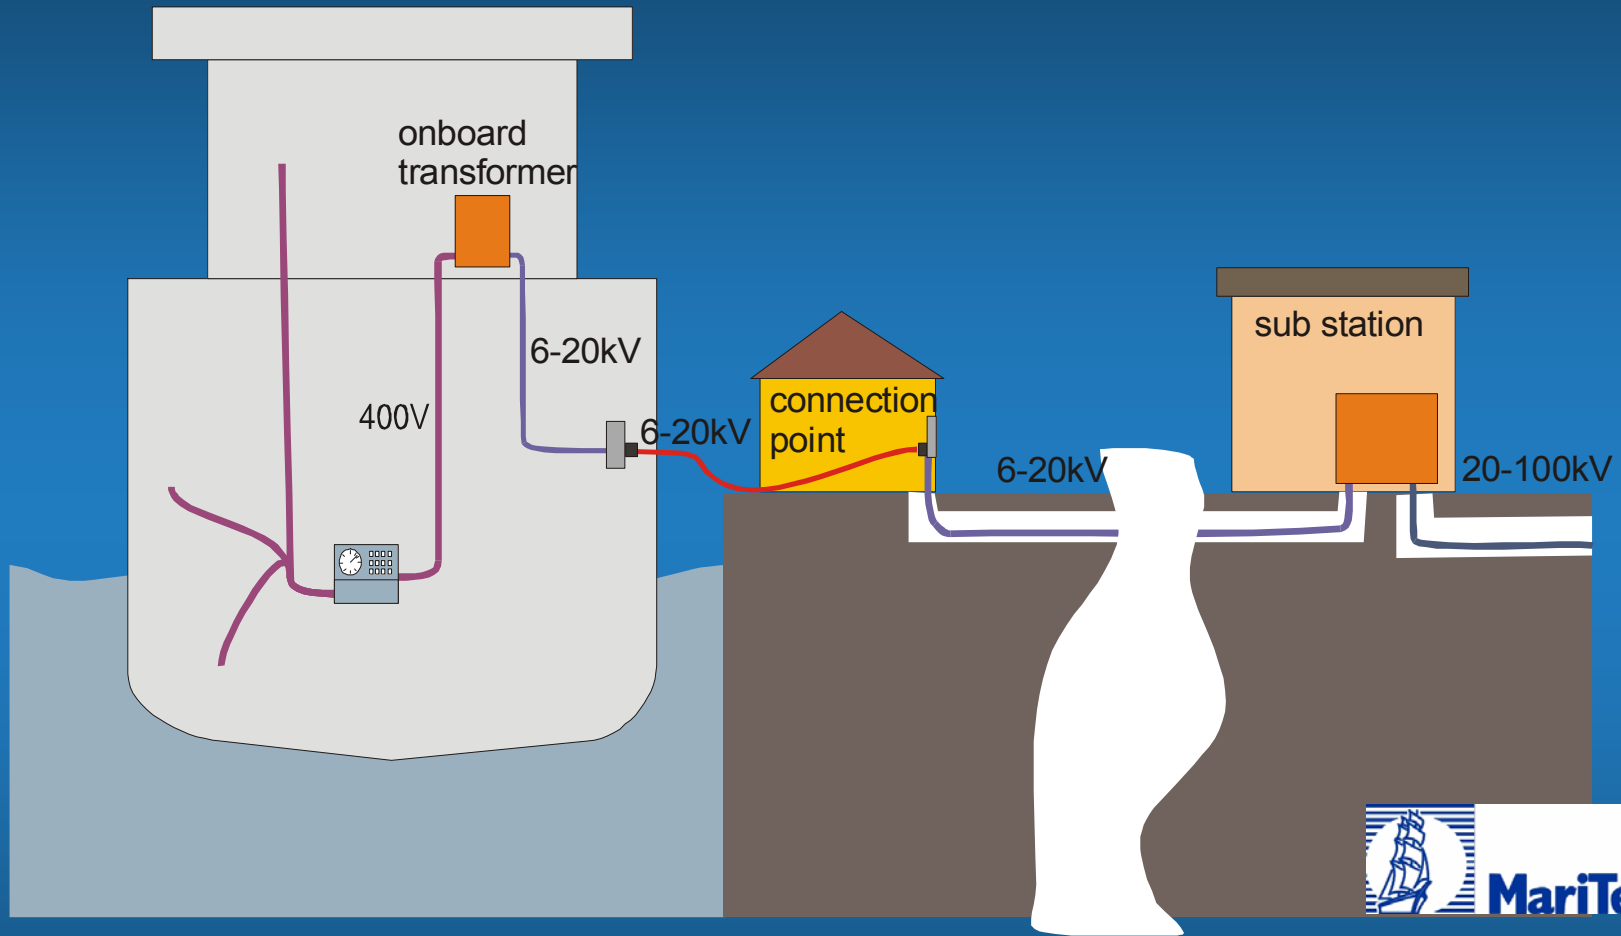 onboard
transformer
6-20kV
400V
6-20kV
connection
point
6-20kV
sub station
20-100kV
MariTe